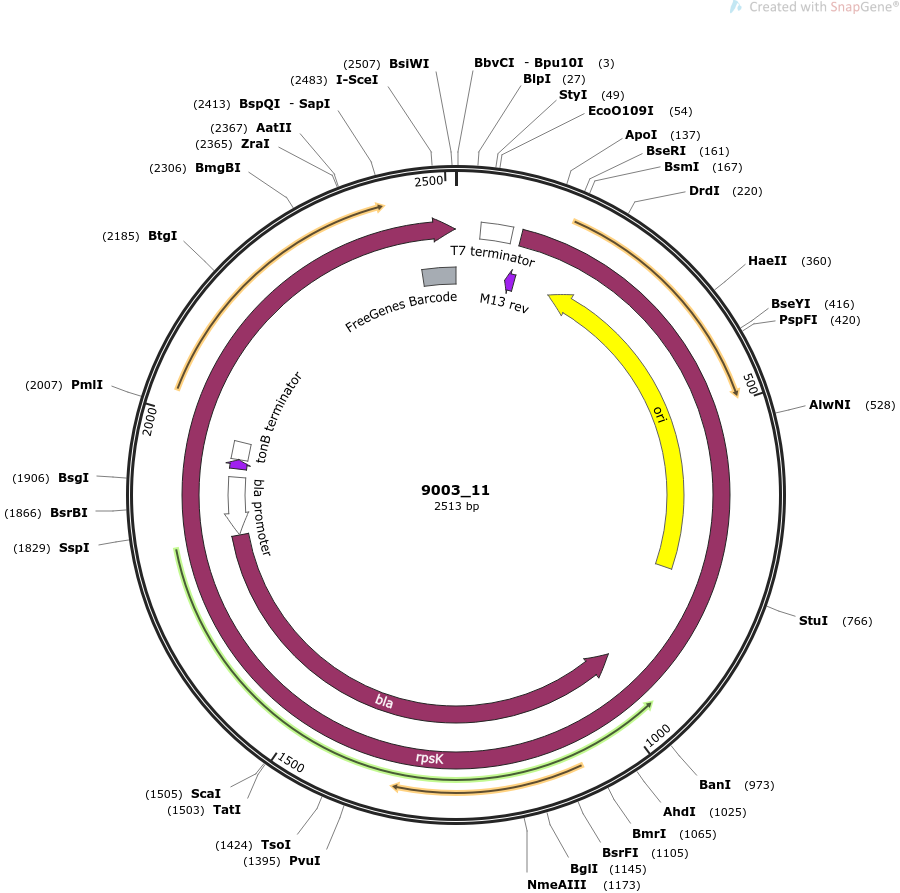 Created with SnapGene®
(2507) BsiWI
BbvCI - Bpu10I (3)
(2483) I-SceI
BlpI (27)
(2413) BspQI - SapI
StyI (49)
(2367) AatII
EcoO109I (54)
(2365) ZraI
ApoI (137)
(2306) BmgBI
BseRI (161)
BsmI (167)
DrdI (220)
2500
(2185) BtgI
T7 terminator
HaeII (360)
FreeGenes Barcode
M13 rev
BseYI (416)
PspFI (420)
(2007) PmlI
500
2000
AlwNI (528)
ori
tonB terminator
(1906) BsgI
9003_11
2513 bp
(1866) BsrBI
bla promoter
(1829) SspI
StuI (766)
bla
rpsK
1000
1500
BanI (973)
(1505) ScaI
(1503) TatI
AhdI (1025)
BmrI (1065)
(1424) TsoI
BsrFI (1105)
(1395) PvuI
BglI (1145)
NmeAIII (1173)